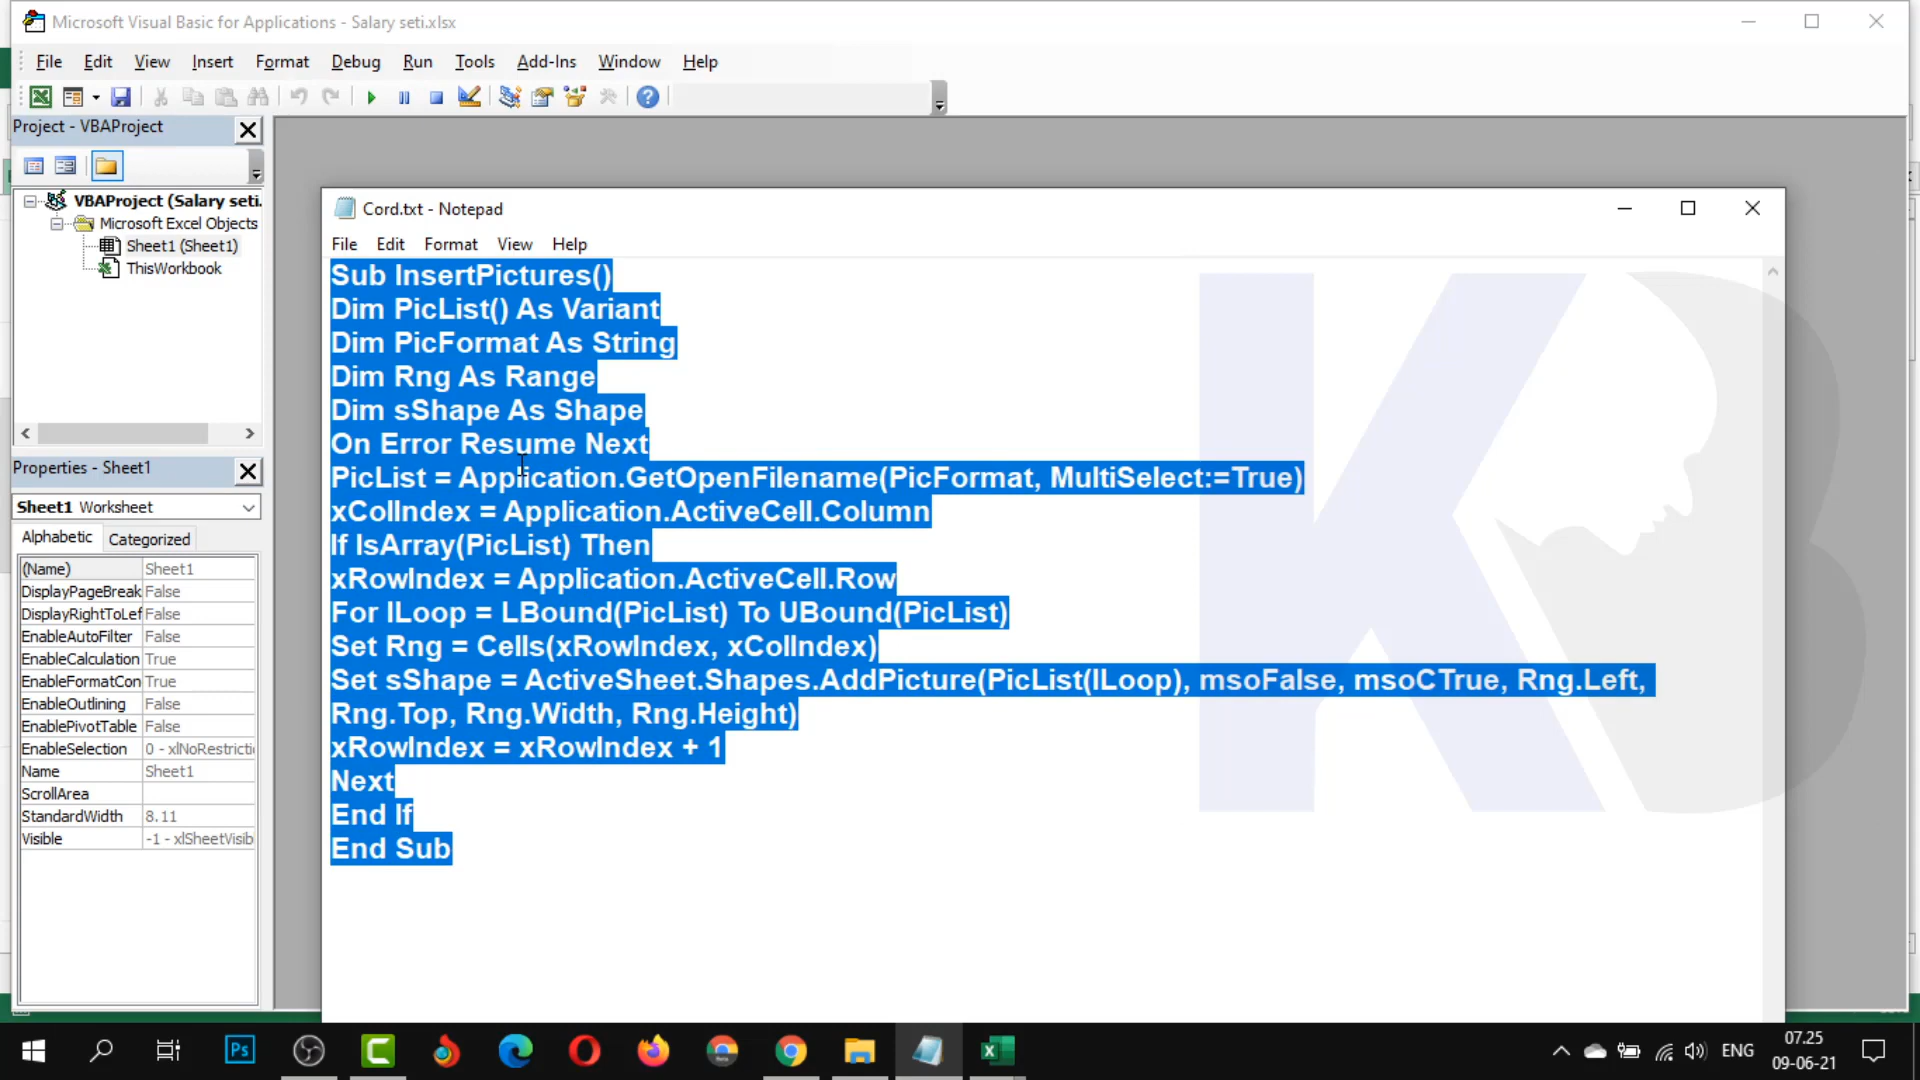 Microsoft Visual Basic for Applications - Salary seti.xlsx
File Edit View Insert Format Debug Run Tools Add-Ins Window Help
Project - VBAProject
VBAProject (Salary seti.
Microsoft Excel Objects
Sheet1 (Sheet1)
ThisWorkbook
Properties - Sheet1
Sheet1 Worksheet
Alphabetic Categorized
(Name) Sheet1
DisplayPageBreak False
DisplayRightToLef False
EnableAutoFilter False
EnableCalculation True
EnableFormatCon True
EnableOutlining False
EnablePivotTable False
EnableSelection 0 - xlNoRestricti
Name Sheet1
ScrollArea
StandardWidth 8.11
Visible -1 - xlSheetVisib
Cord.txt - Notepad
File Edit Format View Help
Sub InsertPictures()
Dim PicList() As Variant
Dim PicFormat As String
Dim Rng As Range
Dim sShape As Shape
On Error Resume Next
PicList = Application.GetOpenFilename(PicFormat, MultiSelect:=True)
xColIndex = Application.ActiveCell.Column
If IsArray(PicList) Then
xRowIndex = Application.ActiveCell.Row
For lLoop = LBound(PicList) To UBound(PicList)
Set Rng = Cells(xRowIndex, xColIndex)
Set sShape = ActiveSheet.Shapes.AddPicture(PicList(lLoop), msoFalse, msoCTrue, Rng.Left,
Rng.Top, Rng.Width, Rng.Height)
xRowIndex = xRowIndex + 1
Next
End If
End Sub
K
Ps
ENG
07.25
09-06-21